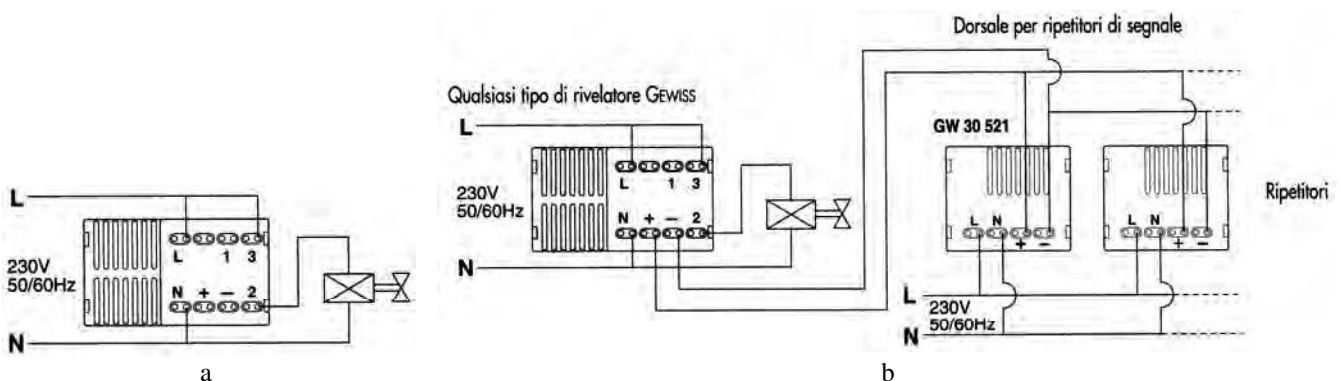 L
L 1 3
230V
50/60Hz
N + − 2
N
a
Dorsale per ripetitori di segnale
Qualsiasi tipo di rivelatore GEWISS
L
GW 30 521
L 1 3
230V
50/60Hz
N + − 2
N
Ripetitori
L N + −
L N + −
L
230V
50/60Hz
N
b